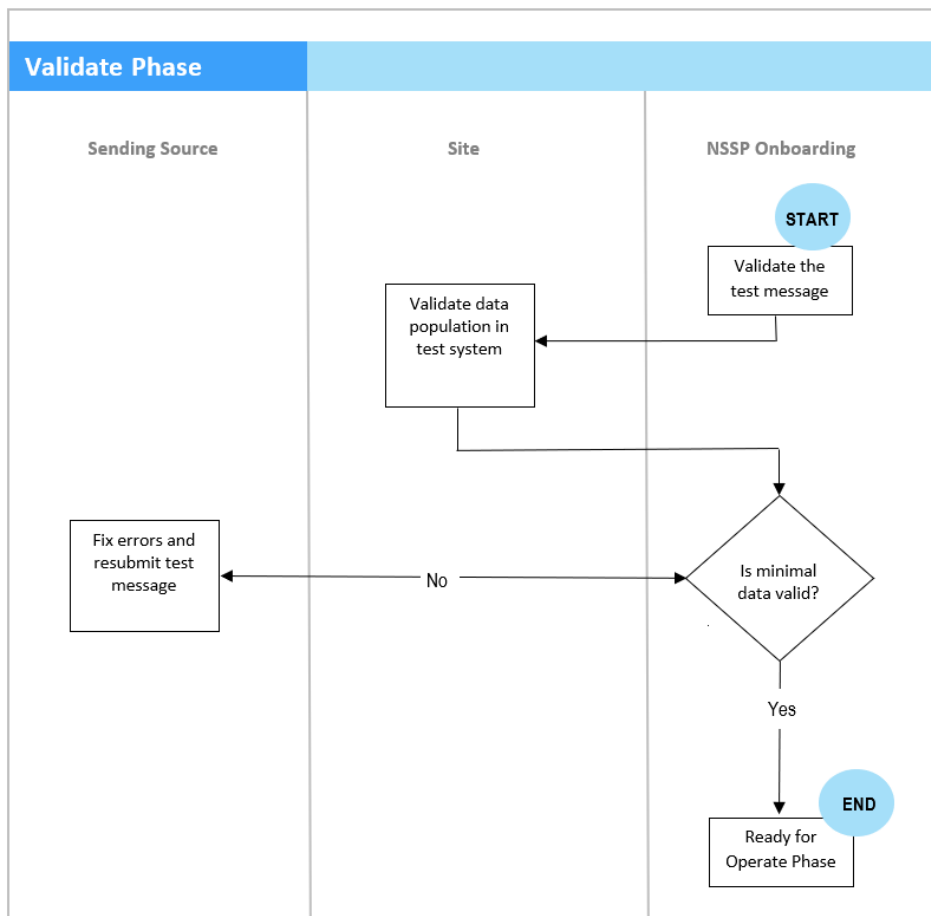 Validate Phase
Sending Source
Site
NSSP Onboarding
START
Validate the
test message
Validate data
population in
test system
Fix errors and
resubmit test
message
No
Is minimal
data valid?
Yes
END
Ready for
Operate Phase